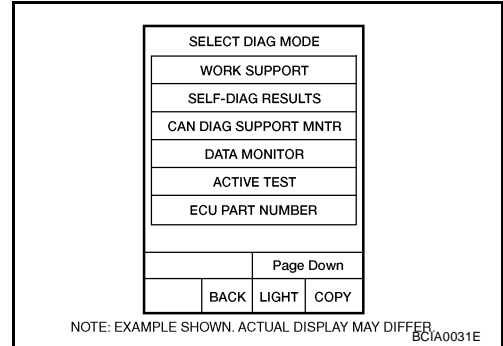 SELECT DIAG MODE
WORK SUPPORT
SELF-DIAG RESULTS
CAN DIAG SUPPORT MNTR
DATA MONITOR
ACTIVE TEST
ECU PART NUMBER
Page Down
BACK LIGHT COPY
NOTE: EXAMPLE SHOWN. ACTUAL DISPLAY MAY DIFFER.
BCIA0031E